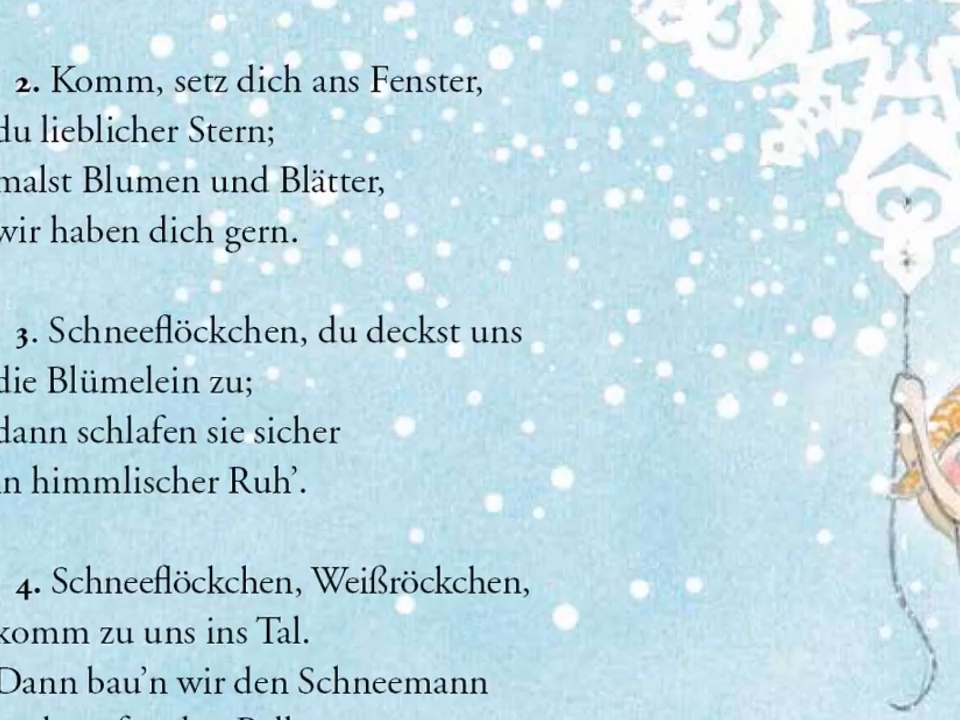 2. Komm, setz dich ans Fenster,
du lieblicher Stern;
malst Blumen und Blätter,
wir haben dich gern.
3. Schneeflöckchen, du deckst uns
die Blümelein zu;
dann schlafen sie sicher
in himmlischer Ruh’.
4. Schneeflöckchen, Weißröckchen,
komm zu uns ins Tal.
Dann bau’n wir den Schneemann